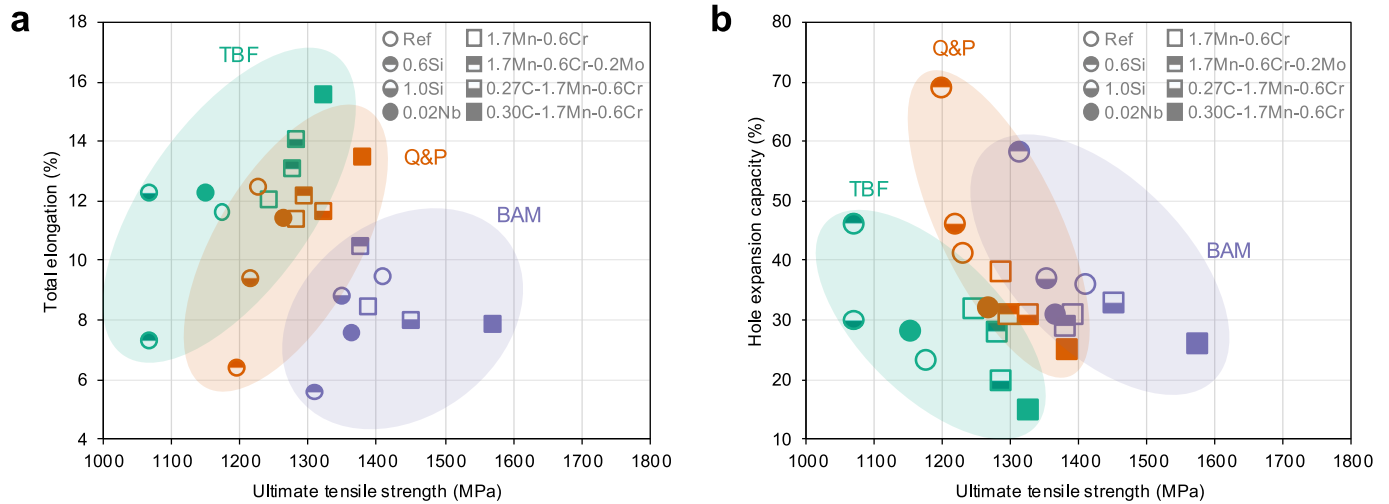 a
18
16
14
12
10
8
6
4
Total elongation (%)
TBF
Q&P
BAM
Ref
1.7Mn-0.6Cr
0.6Si
1.7Mn-0.6Cr-0.2Mo
1.0Si
0.27C-1.7Mn-0.6Cr
0.02Nb
0.30C-1.7Mn-0.6Cr
1000 1100 1200 1300 1400 1500 1600 1700 1800
Ultimate tensile strength (MPa)
b
80
70
60
50
40
30
20
10
Hole expansion capacity (%)
Q&P
TBF
BAM
Ref
1.7Mn-0.6Cr
0.6Si
1.7Mn-0.6Cr-0.2Mo
1.0Si
0.27C-1.7Mn-0.6Cr
0.02Nb
0.30C-1.7Mn-0.6Cr
1000 1100 1200 1300 1400 1500 1600 1700 1800
Ultimate tensile strength (MPa)